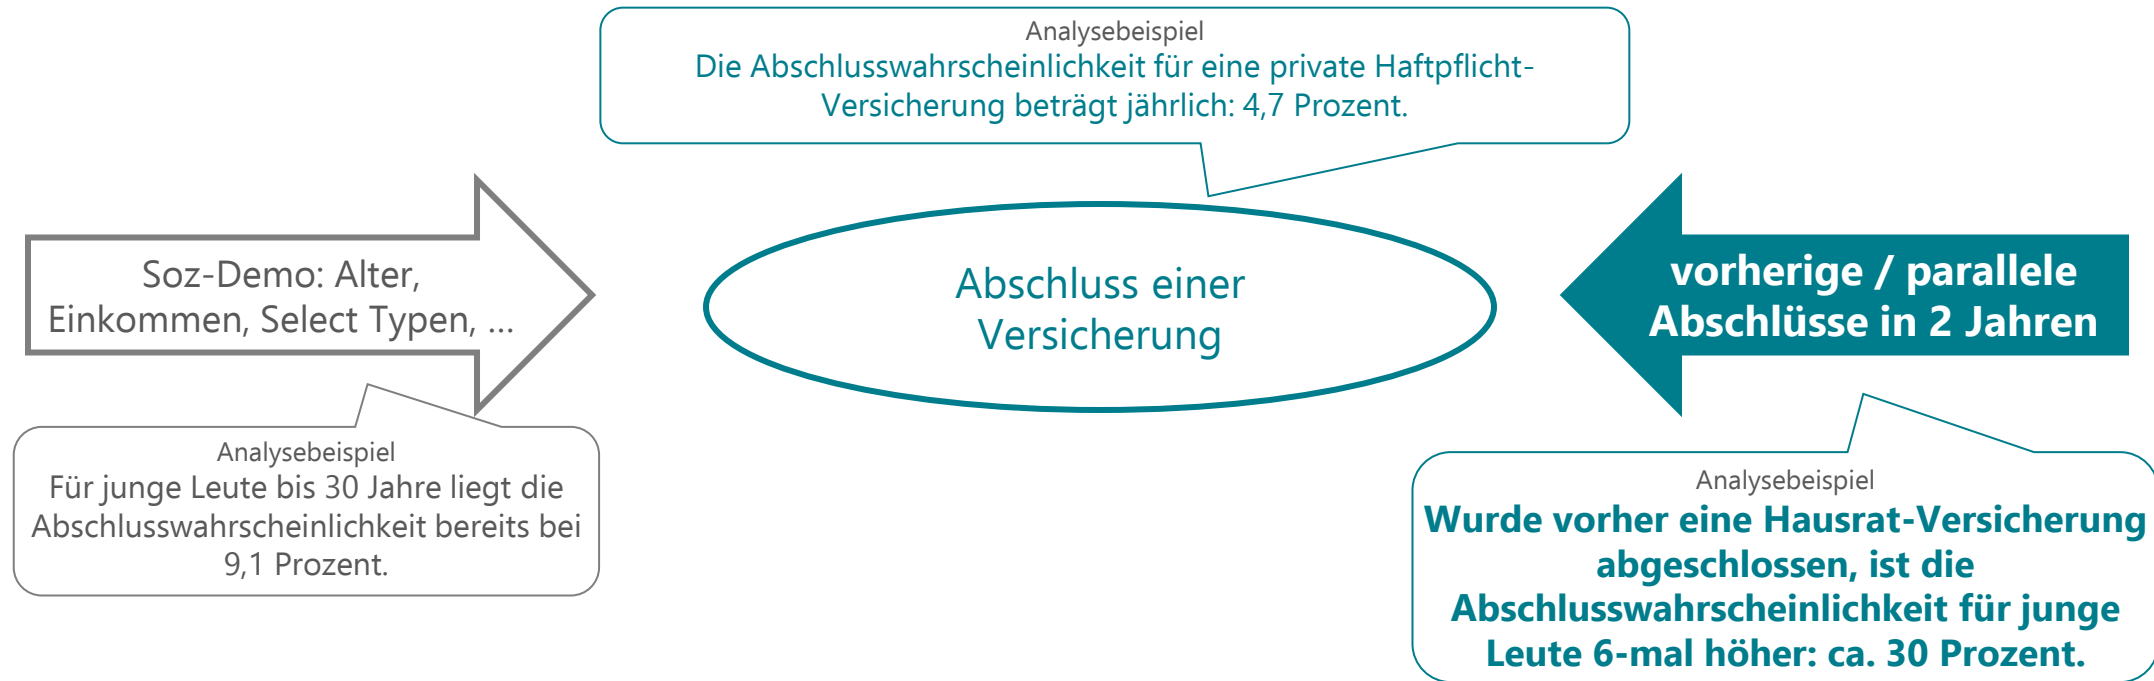 Analysebeispiel
Die Abschlusswahrscheinlichkeit für eine private Haftpflicht-
Versicherung beträgt jährlich: 4,7 Prozent.
Soz-Demo: Alter,
Einkommen, Select Typen, ...
Abschluss einer
Versicherung
vorherige / parallele
Abschlüsse in 2 Jahren
Analysebeispiel
Für junge Leute bis 30 Jahre liegt die
Abschlusswahrscheinlichkeit bereits bei
9,1 Prozent.
Analysebeispiel
Wurde vorher eine Hausrat-Versicherung
abgeschlossen, ist die
Abschlusswahrscheinlichkeit für junge
Leute 6-mal höher: ca. 30 Prozent.